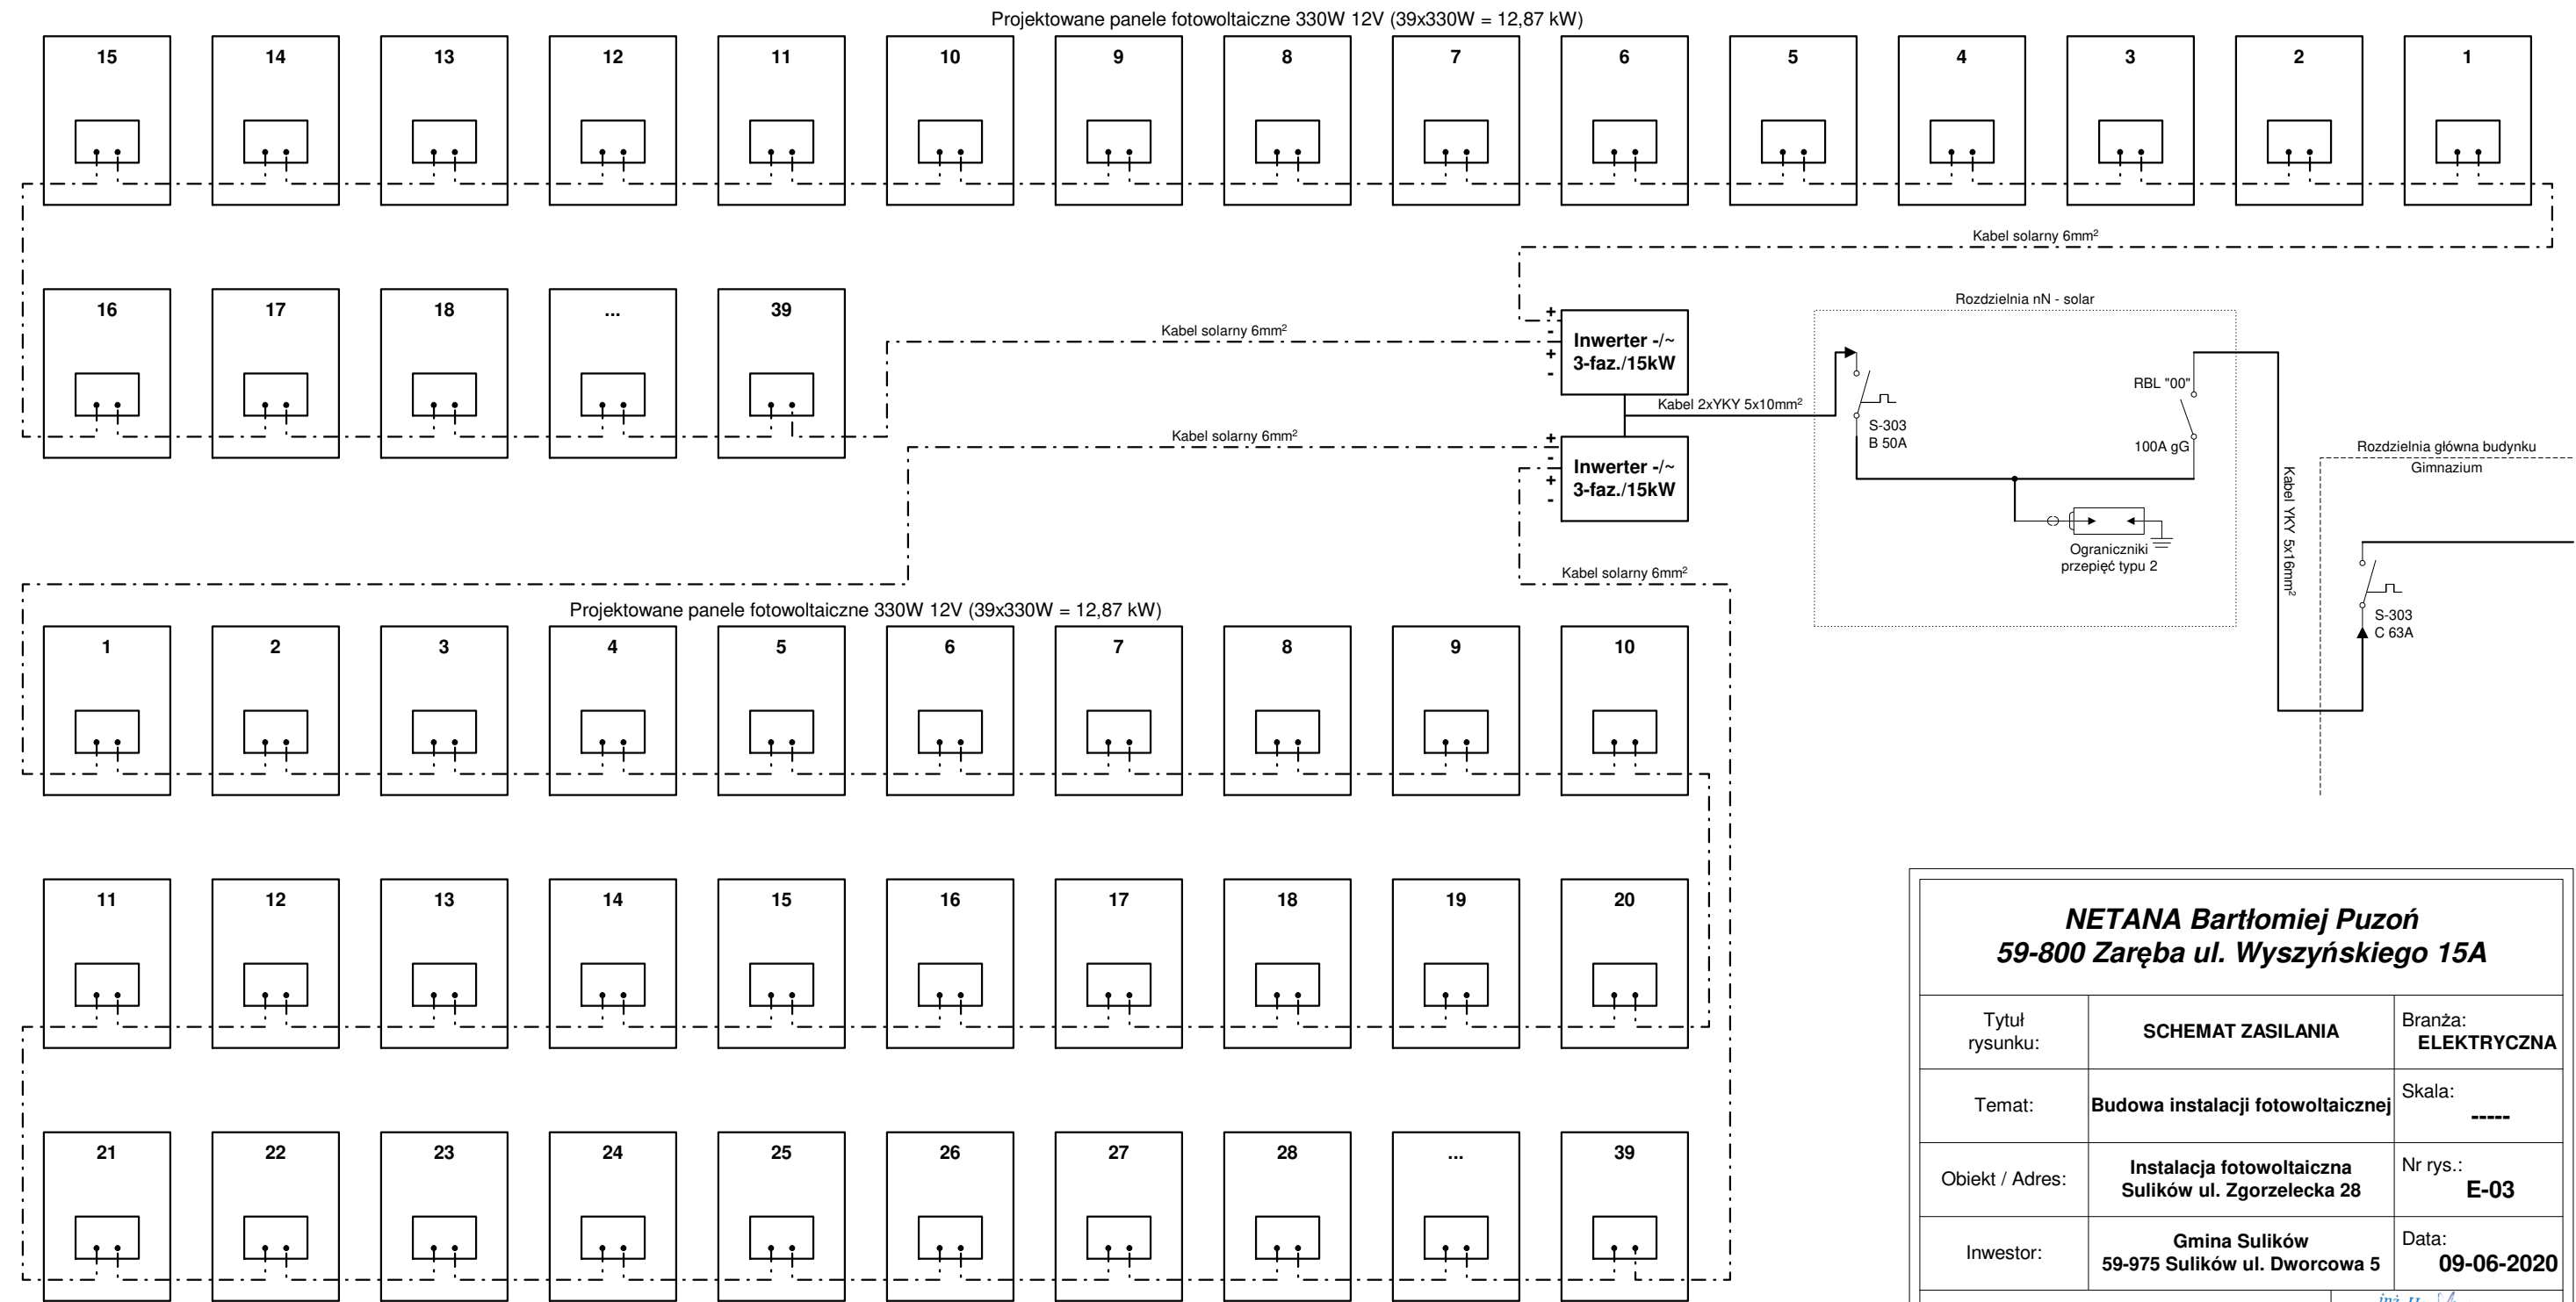 Projektowane panele fotowoltaiczne 330W 12V (39x330W = 12,87 kW)
15 14 13 12 11 10 9 8 7 6 5 4 3 2 1
Kabel solarny 6mm²
16 17 18 ... 39
Kabel solarny 6mm²
+
-
+
-
Inwerter -/~
3-faz./15kW
Kabel 2xYKY 5x10mm²
Kabel solarny 6mm²
+
-
+
-
Inwerter -/~
3-faz./15kW
Kabel solarny 6mm²
Rozdzielnia nN - solar
S-303
B 50A
RBL "00"
100A gG
Ograniczniki
przepięć typu 2
Kabel YKY 5x16mm²
Rozdzielnia główna budynku
Gimnazium
S-303
C 63A
Projektowane panele fotowoltaiczne 330W 12V (39x330W = 12,87 kW)
1 2 3 4 5 6 7 8 9 10
11 12 13 14 15 16 17 18 19 20
21 22 23 24 25 26 27 28 ... 39
NETANA Bartłomiej Puzoń
59-800 Zaręba ul. Wyszyńskiego 15A
Tytuł
rysunku:
SCHEMAT ZASILANIA
Branża:
ELEKTRYCZNA
Temat:
Budowa instalacji fotowoltaicznej
Skala:
-----
Obiekt / Adres:
Instalacja fotowoltaiczna
Sulików ul. Zgorzelecka 28
Nr rys.:
E-03
Inwestor:
Gmina Sulików
59-975 Sulików ul. Dworcowa 5
Data:
09-06-2020